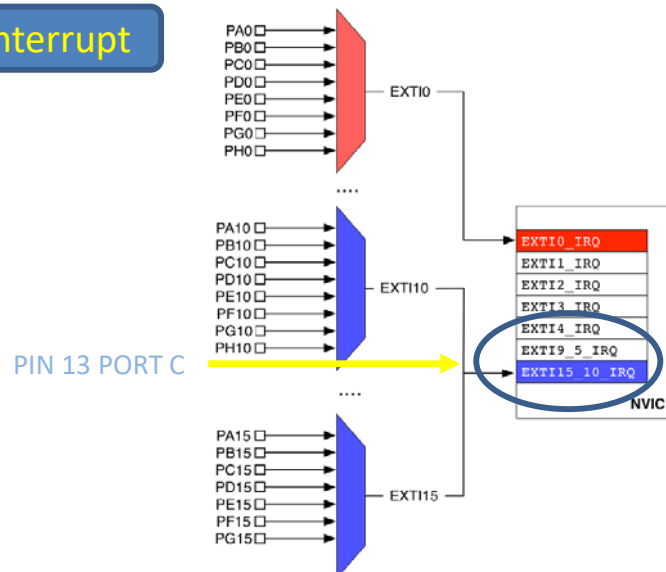 nterrupt
PA0
PB0
PC0
PD0
PE0
PF0
PG0
PH0
EXTI0
....
PA10
PB10
PC10
PD10
PE10
PF10
PG10
PH10
EXTI10
PIN 13 PORT C
....
PA15
PB15
PC15
PD15
PE15
PF15
PG15
EXTI15
EXTI0_IRQ
EXTI1_IRQ
EXTI2_IRQ
EXTI3_IRQ
EXTI4_IRQ
EXTI9_5_IRQ
EXTI15_10_IRQ
NVIC